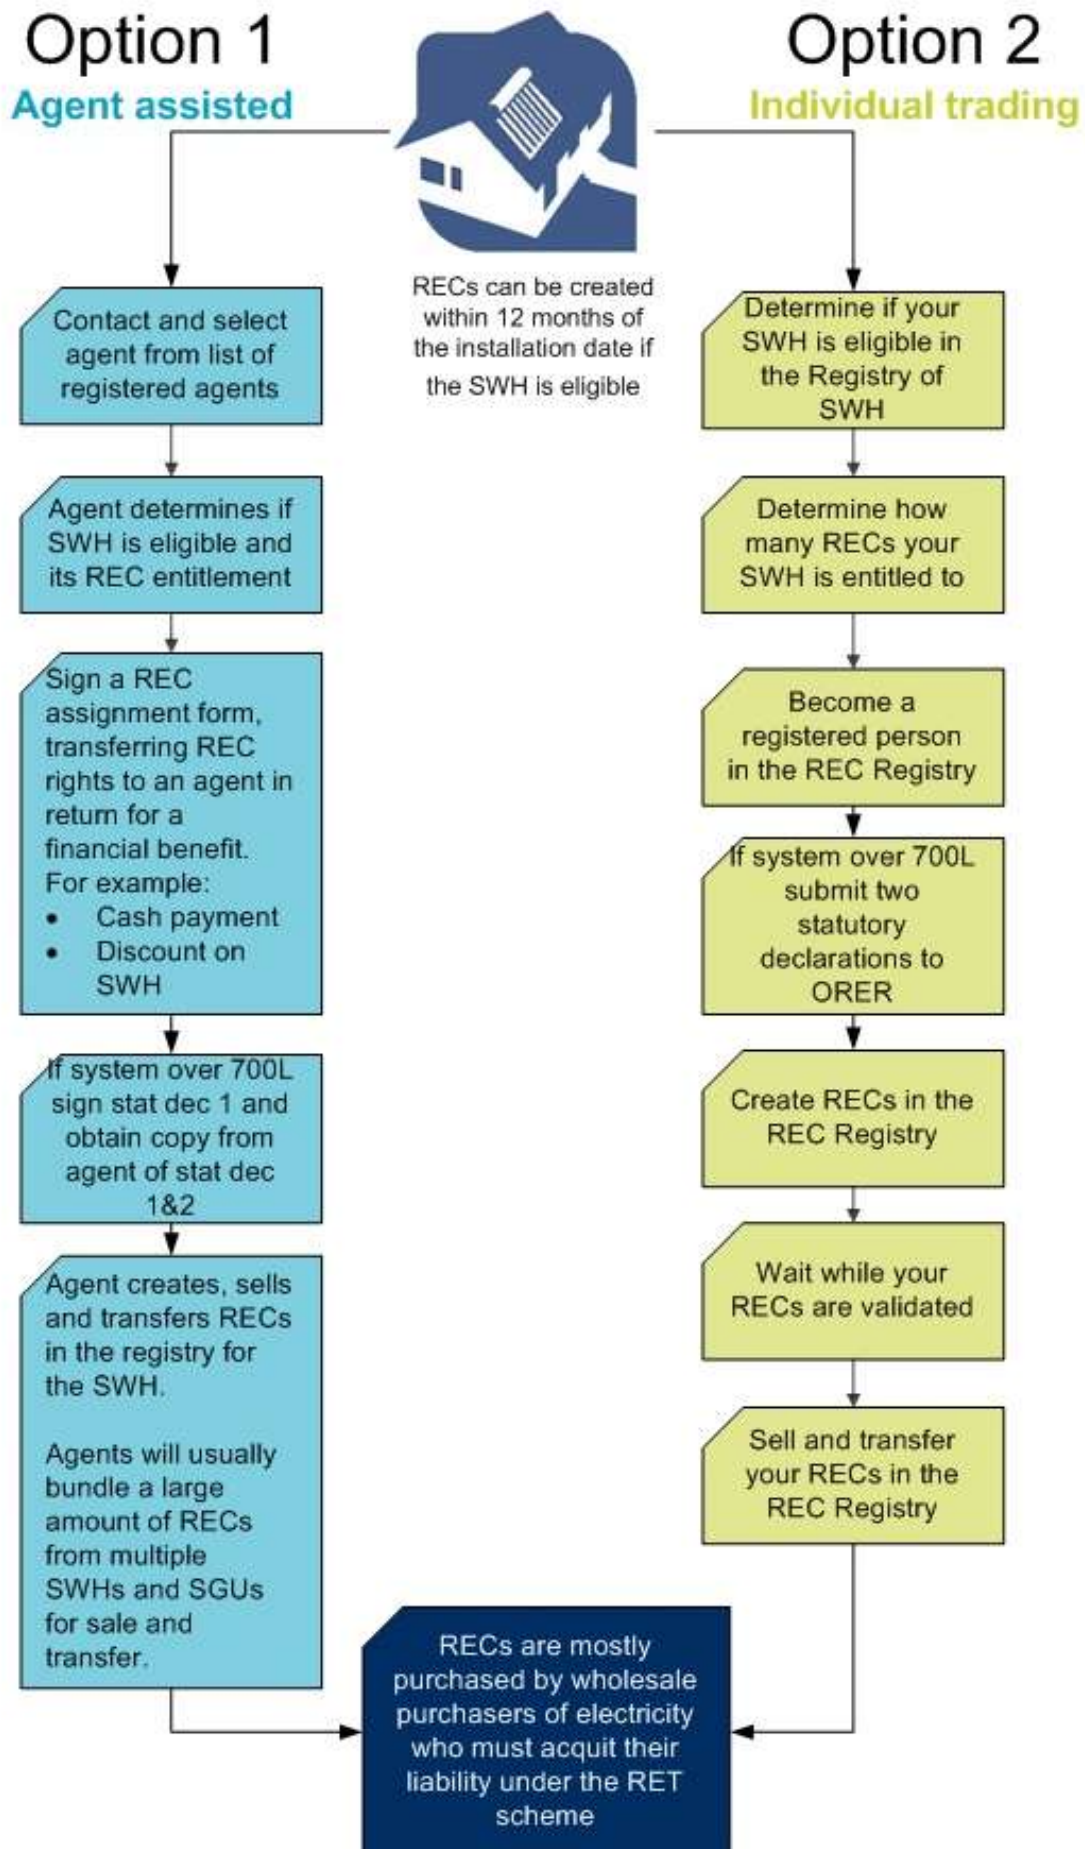 Option 1
Agent assisted
Option 2
Individual trading
RECs can be created
within 12 months of
the installation date if
the SWH is eligible
Contact and select
agent from list of
registered agents
Agent determines if
SWH is eligible and
its REC entitlement
Sign a REC
assignment form,
transferring REC
rights to an agent in
return for a
financial benefit.
For example:
• Cash payment
• Discount on
SWH
If system over 700L
sign stat dec 1 and
obtain copy from
agent of stat dec
1&2
Agent creates, sells
and transfers RECs
in the registry for
the SWH.
Agents will usually
bundle a large
amount of RECs
from multiple
SWHs and SGUs
for sale and
transfer.
Determine if your
SWH is eligible in
the Registry of
SWH
Determine how
many RECs your
SWH is entitled to
Become a
registered person
in the REC Registry
If system over 700L
submit two
statutory
declarations to
ORER
Create RECs in the
REC Registry
Wait while your
RECs are validated
Sell and transfer
your RECs in the
REC Registry
RECs are mostly
purchased by wholesale
purchasers of electricity
who must acquit their
liability under the RET
scheme